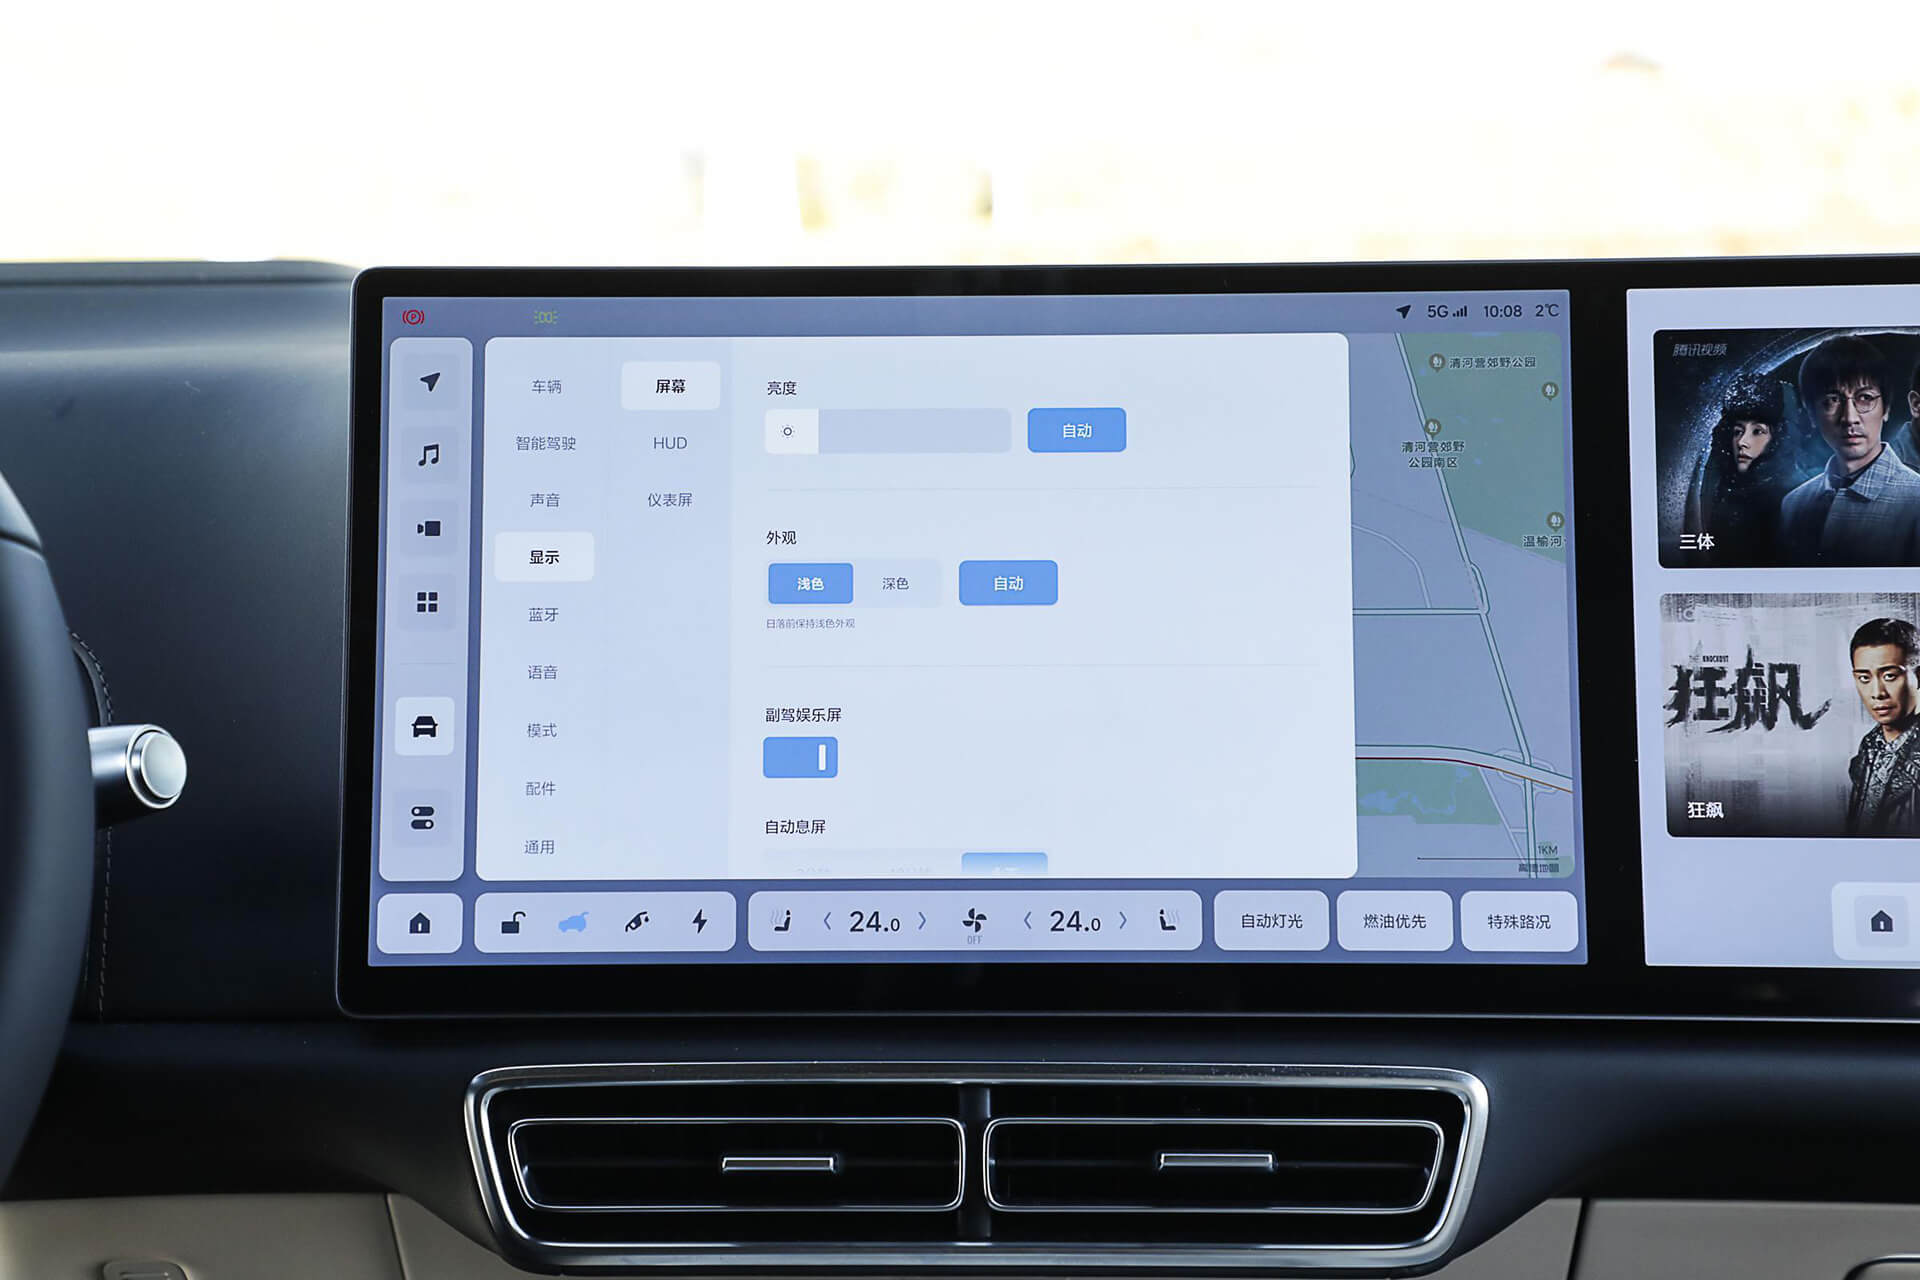 5G 10:08 2℃
车辆
智能驾驶
声音
显示
蓝牙
语音
模式
配件
通用
屏幕
HUD
仪表屏
亮度
自动
外观
浅色 深色 自动
日落前保持浅色外观
副驾娱乐屏
自动息屏
清河营郊野公园
清河营郊野
公园南区
温榆河
1KM
高德地图
24.0 OFF 24.0
自动灯光 燃油优先 特殊路况
腾讯视频
三体
KNOCKOUT
狂飙
狂飙